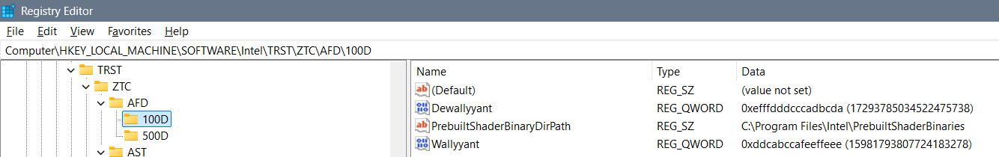 Registry Editor
File Edit View Favorites Help
Computer\HKEY_LOCAL_MACHINE\SOFTWARE\Intel\TRST\ZTC\AFD\100D
TRST
ZTC
AFD
100D
500D
AST
Name Type Data
(Default) REG_SZ (value not set)
Dewallyyant REG_QWORD 0xefffdddcccadbcda (17293785034522475738)
PrebuiltShaderBinaryDirPath REG_SZ C:\Program Files\Intel\PrebuiltShaderBinaries
Wallyyant REG_QWORD 0xddcabccafeeffeee (15981793807724183278)